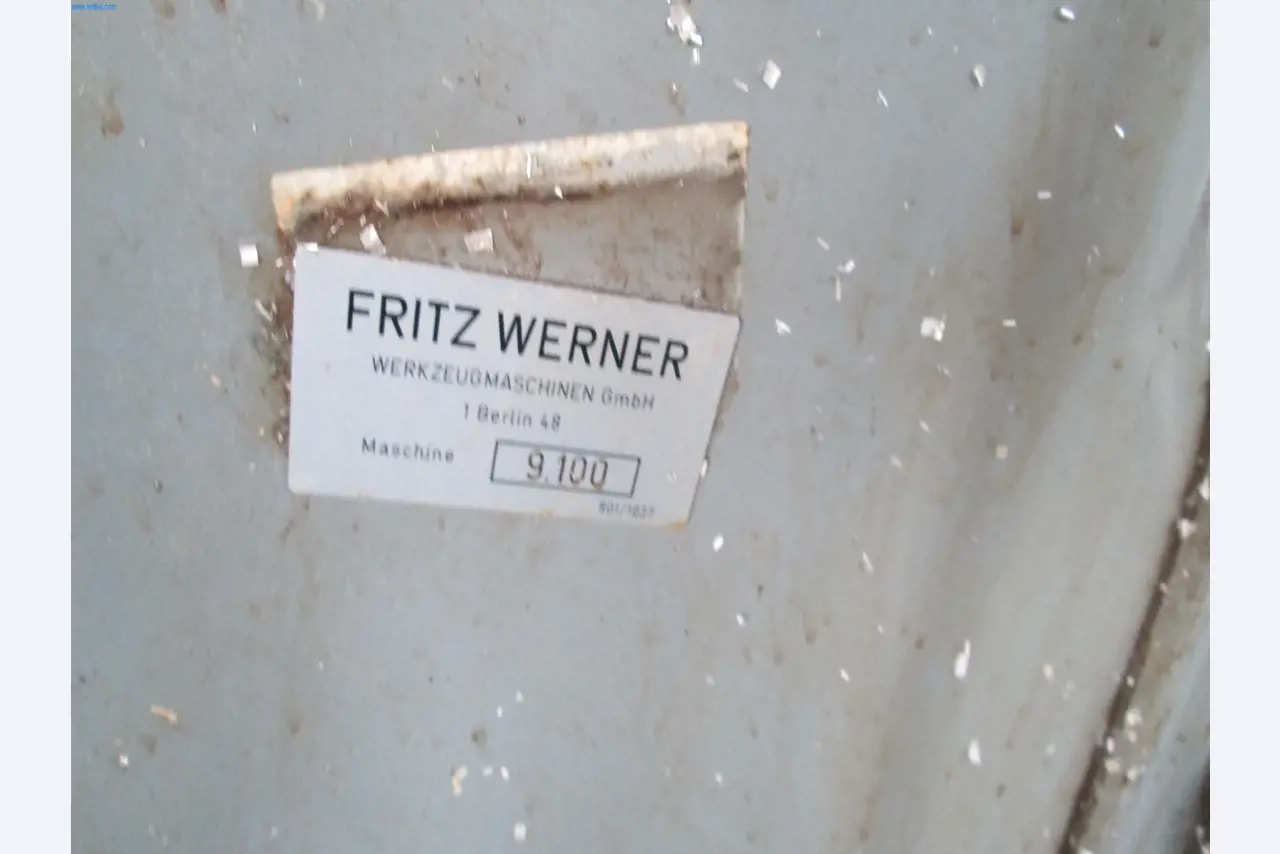 FRITZ WERNER
WERKZEUGMASCHINEN GmbH
1 Berlin 48
Maschine 9.100